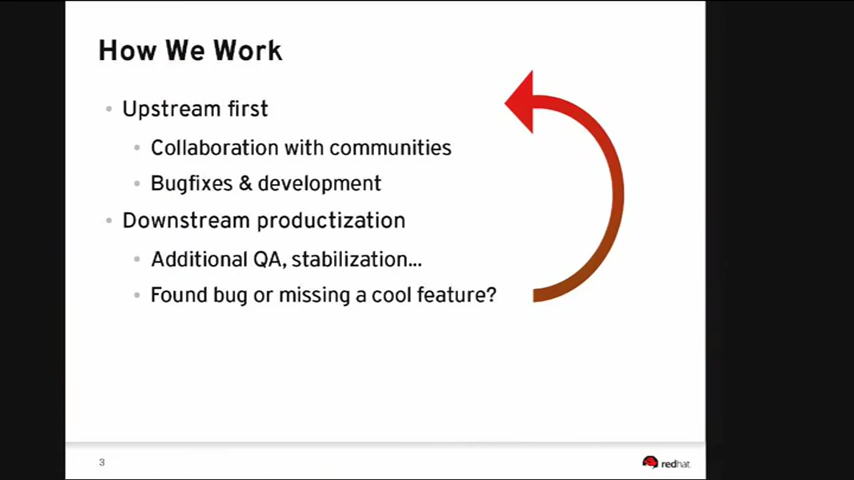 How We Work
Upstream first
Collaboration with communities
Bugfixes & development
Downstream productization
Additional QA, stabilization...
Found bug or missing a cool feature?
3
redhat